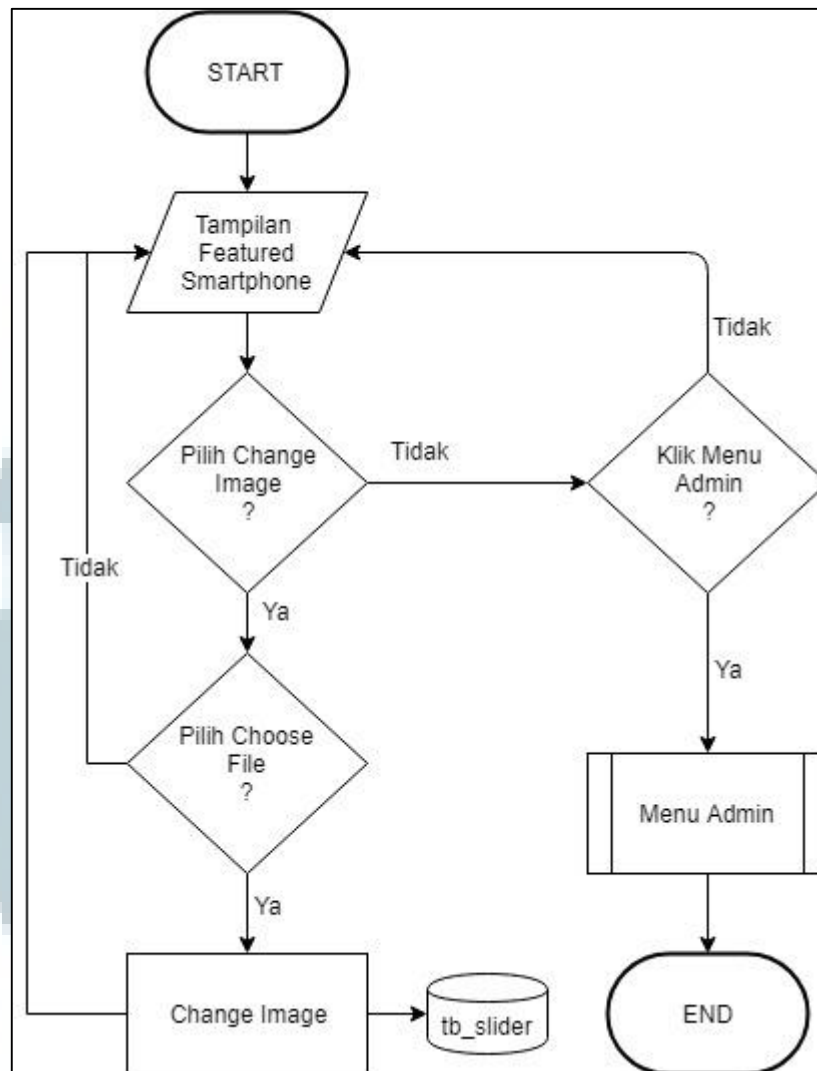 START
Tampilan
Featured
Smartphone
Tidak
Pilih Change
Image
?
Tidak
Klik Menu
Admin
?
Tidak
Ya
Ya
Pilih Choose
File
?
Menu Admin
Ya
Change Image
tb_slider
END